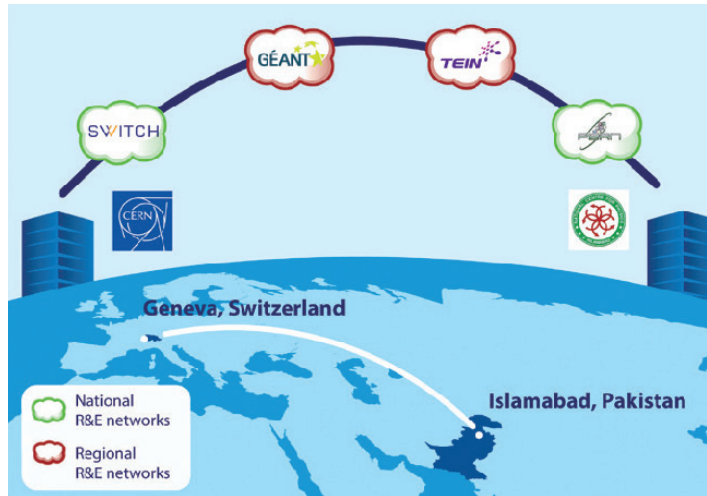 GÉANT
TEIN
SWITCH
CERN
Geneva, Switzerland
Islamabad, Pakistan
National
R&E networks
Regional
R&E networks